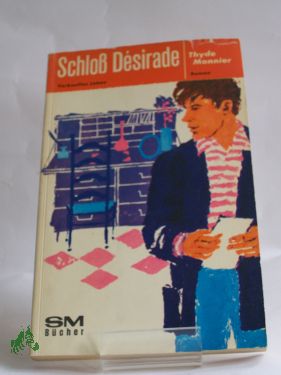 Schloß Désirade
Thyde
Monnier
Roman
SM
Bücher